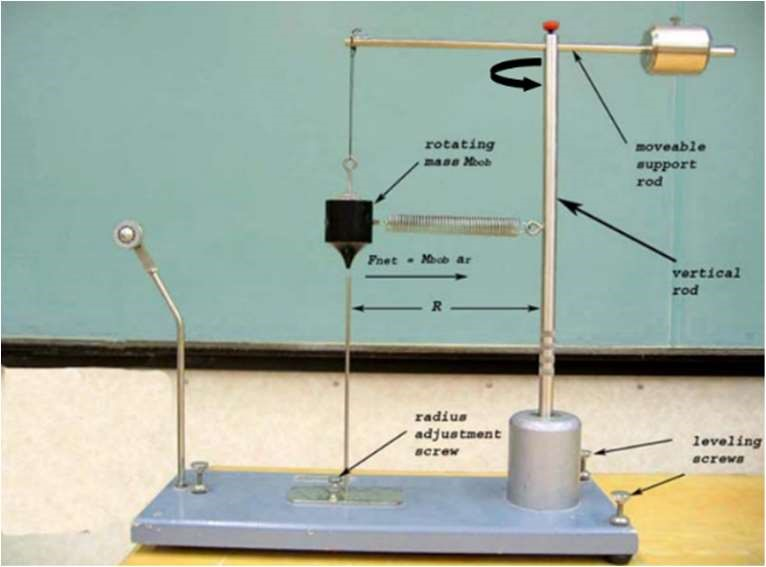 rotating
mass Mbob
moveable
support
rod
Fnet = Mbob ar
vertical
rod
R
radius
adjustment
screw
leveling
screws